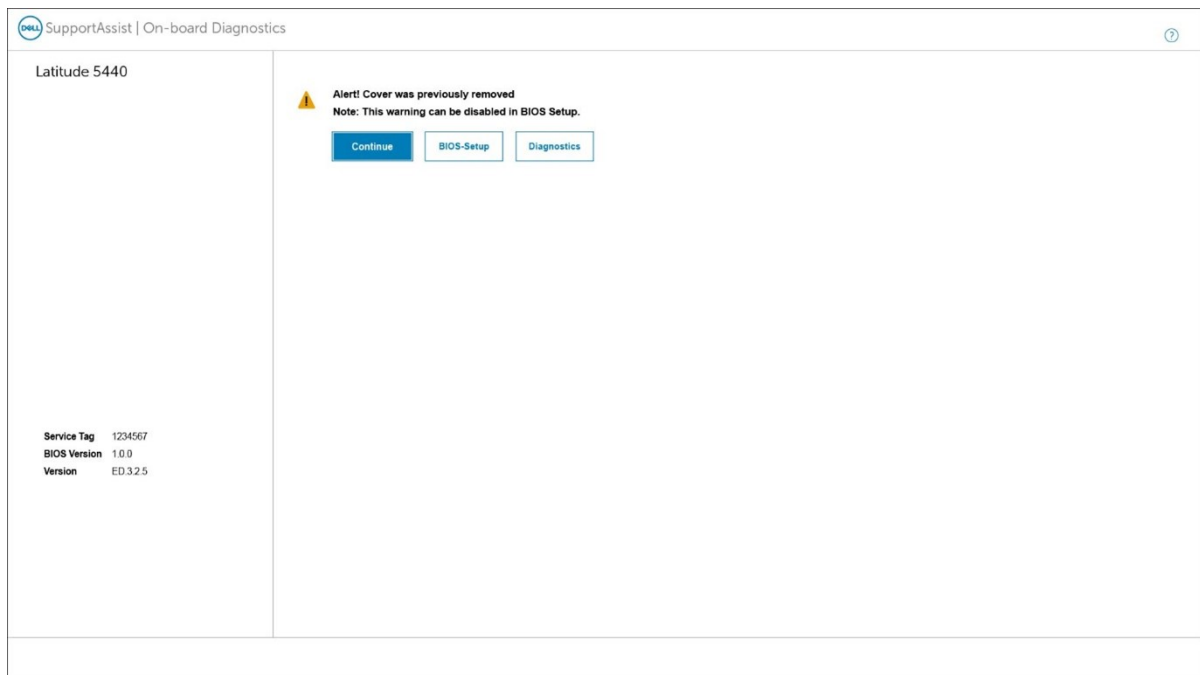 DELL SupportAssist | On-board Diagnostics
?
Latitude 5440
Alert! Cover was previously removed
Note: This warning can be disabled in BIOS Setup.
Continue BIOS-Setup Diagnostics
Service Tag 1234567
BIOS Version 1.0.0
Version ED.3.2.5